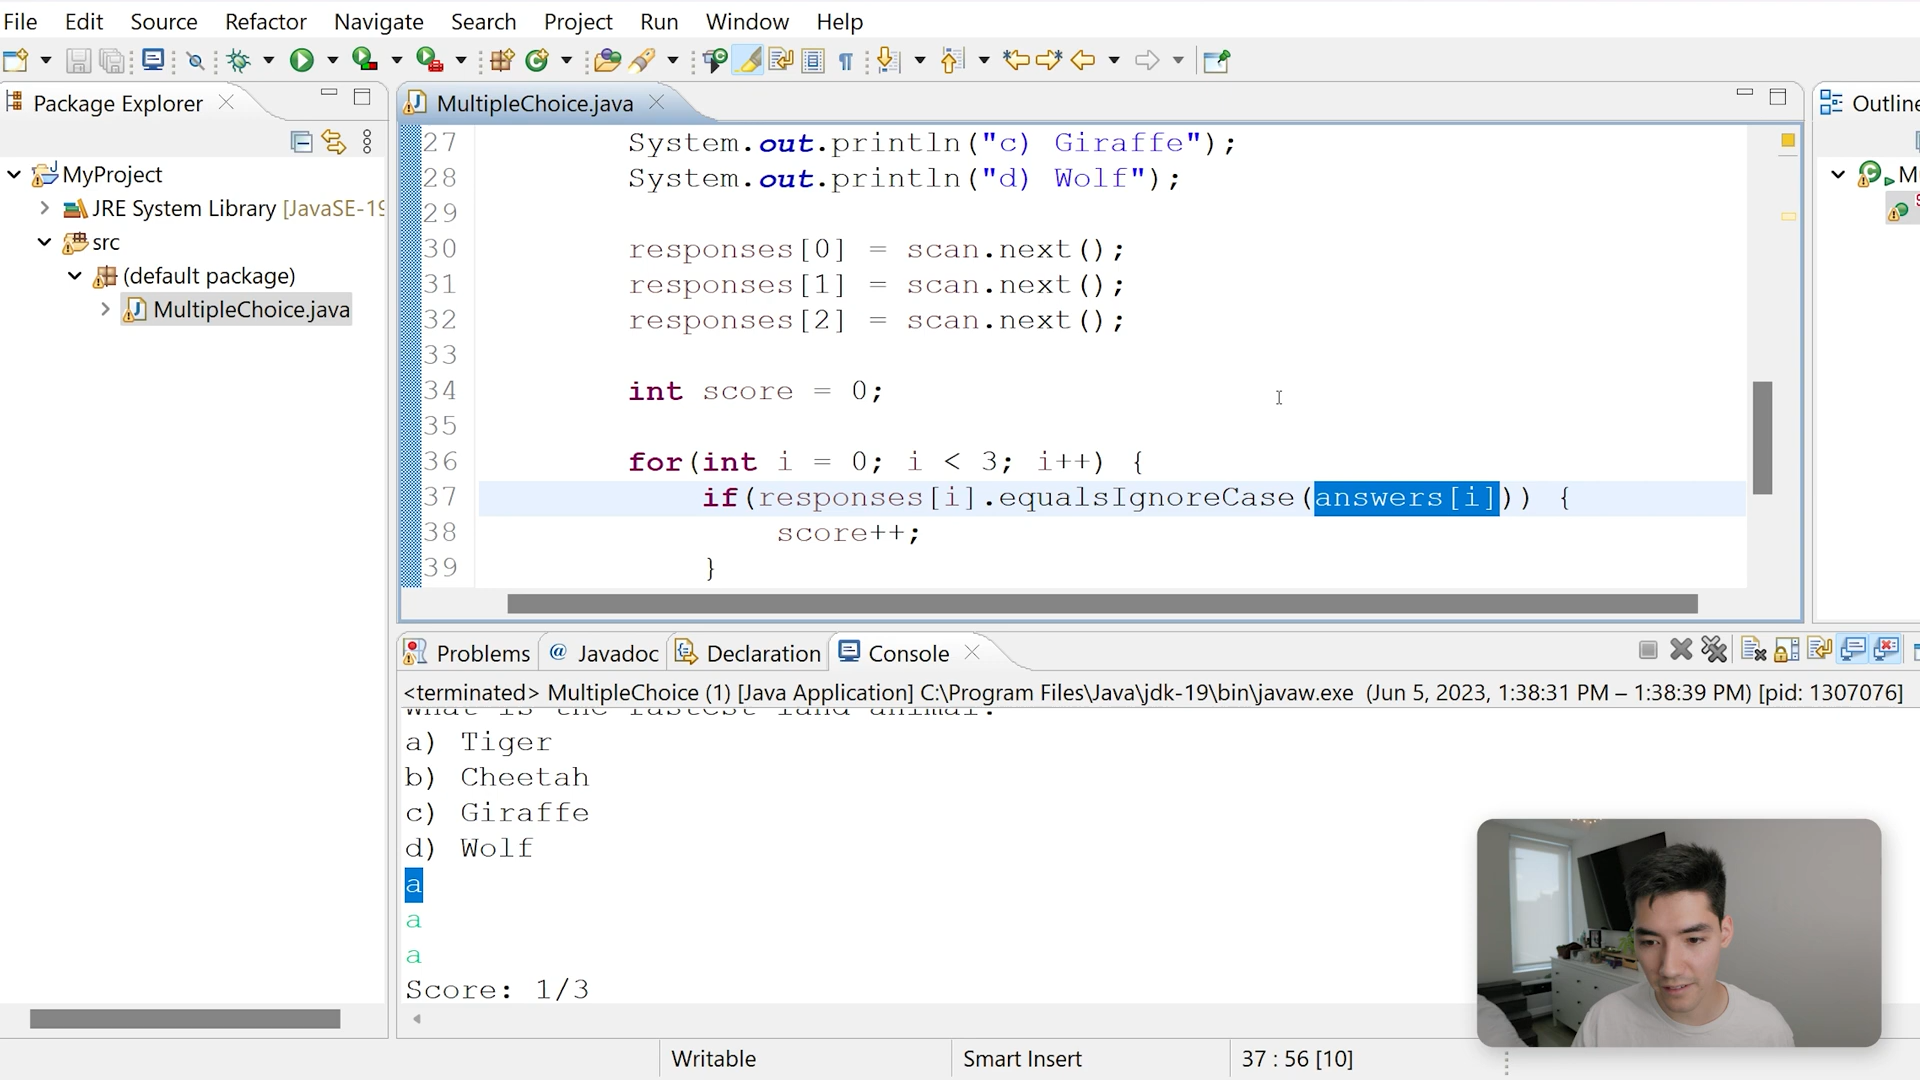 File Edit Source Refactor Navigate Search Project Run Window Help
Package Explorer
MyProject
JRE System Library [JavaSE-19
src
(default package)
MultipleChoice.java
MultipleChoice.java
27 System.out.println("c) Giraffe");
28 System.out.println("d) Wolf");
29
30 responses[0] = scan.next();
31 responses[1] = scan.next();
32 responses[2] = scan.next();
33
34 int score = 0;
35
36 for(int i = 0; i < 3; i++) {
37 if(responses[i].equalsIgnoreCase(answers[i])) {
38 score++;
39 }
Outline
Problems Javadoc Declaration Console
<terminated> MultipleChoice (1) [Java Application] C:\Program Files\Java\jdk-19\bin\javaw.exe (Jun 5, 2023, 1:38:31 PM – 1:38:39 PM) [pid: 1307076]
What is the fastest land animal?
a) Tiger
b) Cheetah
c) Giraffe
d) Wolf
a
a
a
Score: 1/3
Writable Smart Insert 37 : 56 [10]